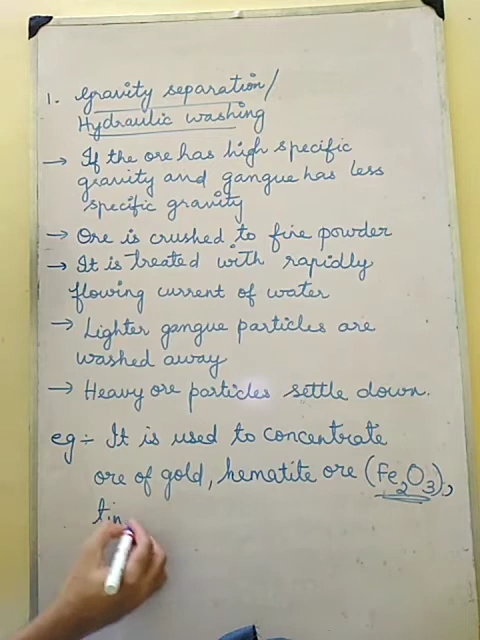 1. Gravity separation/
Hydraulic washing
→ If the ore has high specific
gravity and gangue has less
specific gravity
→ Ore is crushed to fine powder
→ It is treated with rapidly
flowing current of water
→ Lighter gangue particles are
washed away
→ Heavy ore particles settle down.
eg:- It is used to concentrate
ore of gold, hematite ore (Fe₂O₃),
tin